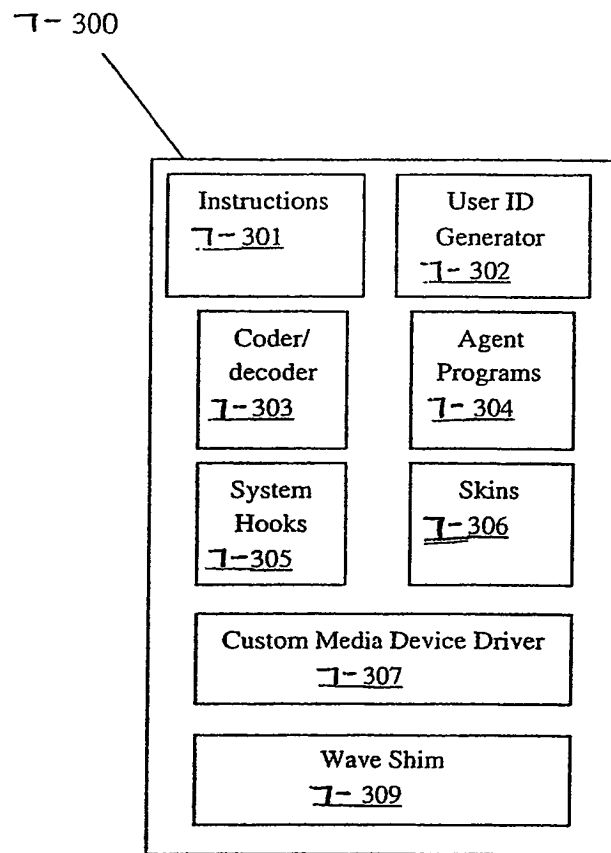 7- 300
Instructions
7- 301
User ID
Generator
7- 302
Coder/
decoder
7-303
Agent
Programs
7- 304
System
Hooks
7-305
Skins
7-306
Custom Media Device Driver
7-307
Wave Shim
7- 309